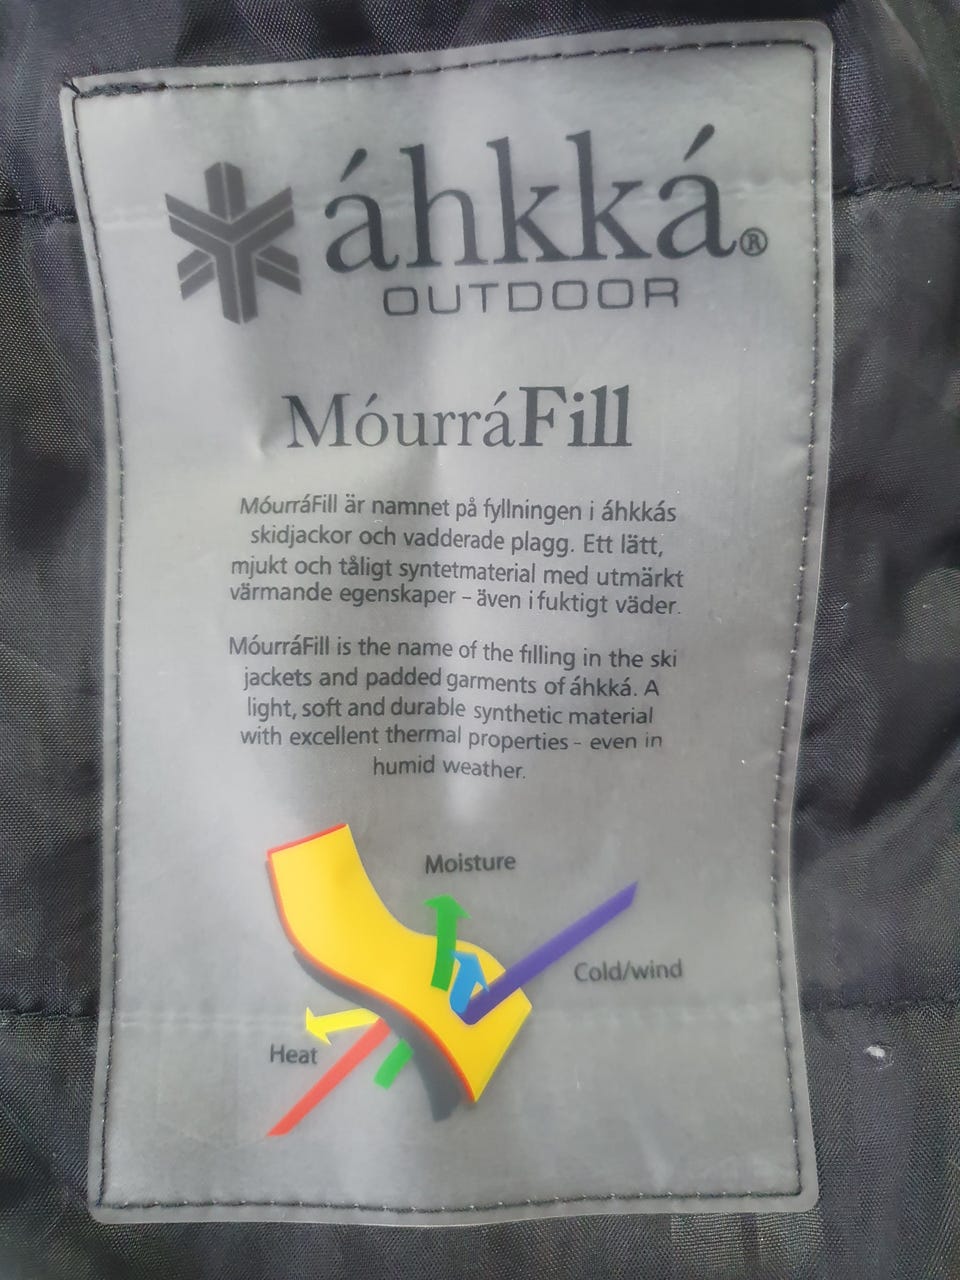 áhkká®
OUTDOOR
MóurráFill
MóurráFill är namnet på fyllningen i áhkkás
skidjackor och vadderade plagg. Ett lätt,
mjukt och tåligt syntetmaterial med utmärkt
värmande egenskaper – även i fuktigt väder.
MóurráFill is the name of the filling in the ski
jackets and padded garments of áhkká. A
light, soft and durable synthetic material
with excellent thermal properties - even in
humid weather.
Moisture
Cold/wind
Heat